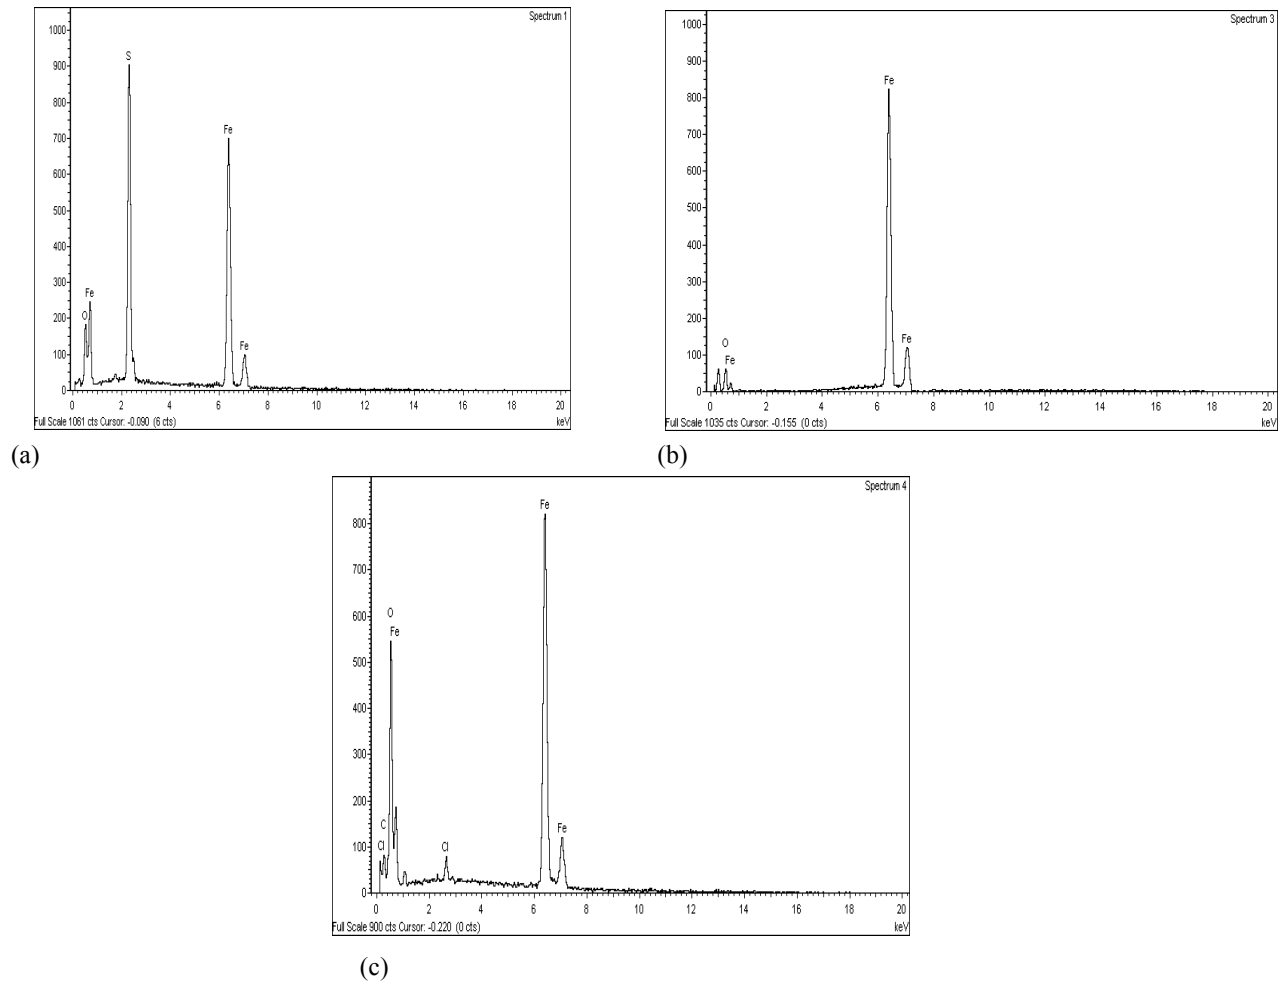 Spectrum 1
1000
900
800
700
600
500
400
300
200
100
0
S
Fe
Fe
O
Fe
0 2 4 6 8 10 12 14 16 18 20
Full Scale 1061 cts Cursor: -0.090 (6 cts) keV
(a)
Spectrum 3
1000
900
800
700
600
500
400
300
200
100
0
Fe
O
Fe
Fe
0 2 4 6 8 10 12 14 16 18 20
Full Scale 1035 cts Cursor: -0.155 (0 cts) keV
(b)
Spectrum 4
800
700
600
500
400
300
200
100
0
Fe
O
Fe
C
Cl
Cl
Fe
0 2 4 6 8 10 12 14 16 18 20
Full Scale 900 cts Cursor: -0.220 (0 cts) keV
(c)